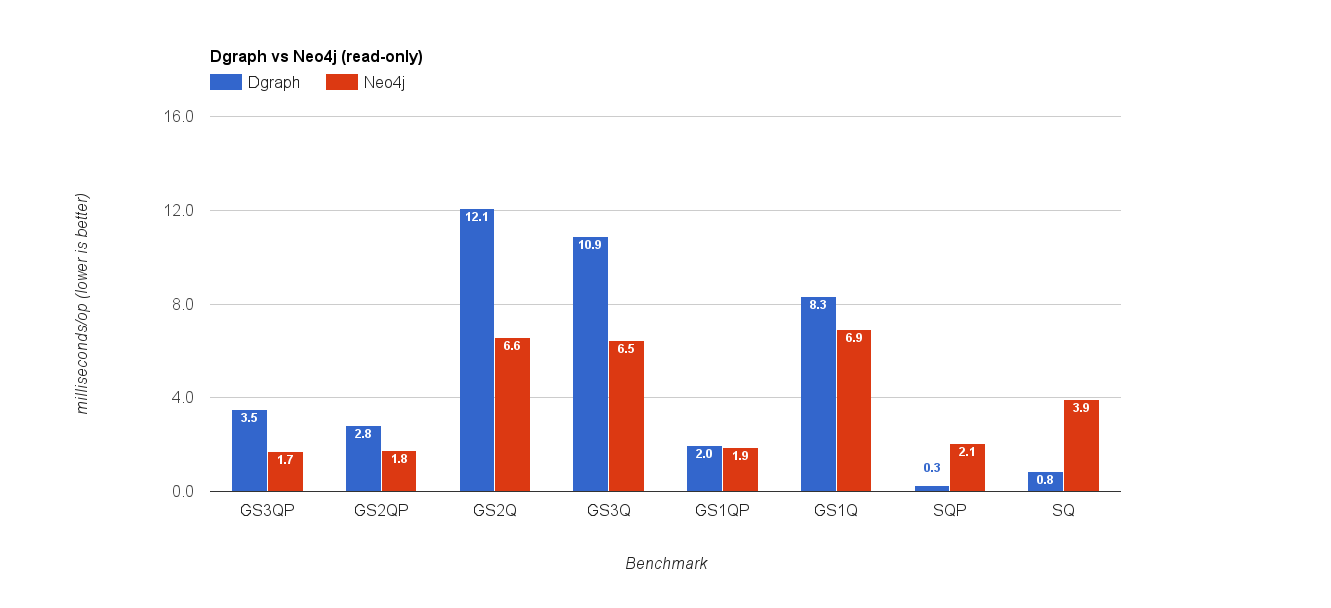 Dgraph vs Neo4j (read-only)
Dgraph Neo4j
milliseconds/op (lower is better)
16.0
12.0
8.0
4.0
0.0
3.5 1.7
2.8 1.8
12.1 6.6
10.9 6.5
2.0 1.9
8.3 6.9
0.3 2.1
0.8 3.9
GS3QP GS2QP GS2Q GS3Q GS1QP GS1Q SQP SQ
Benchmark